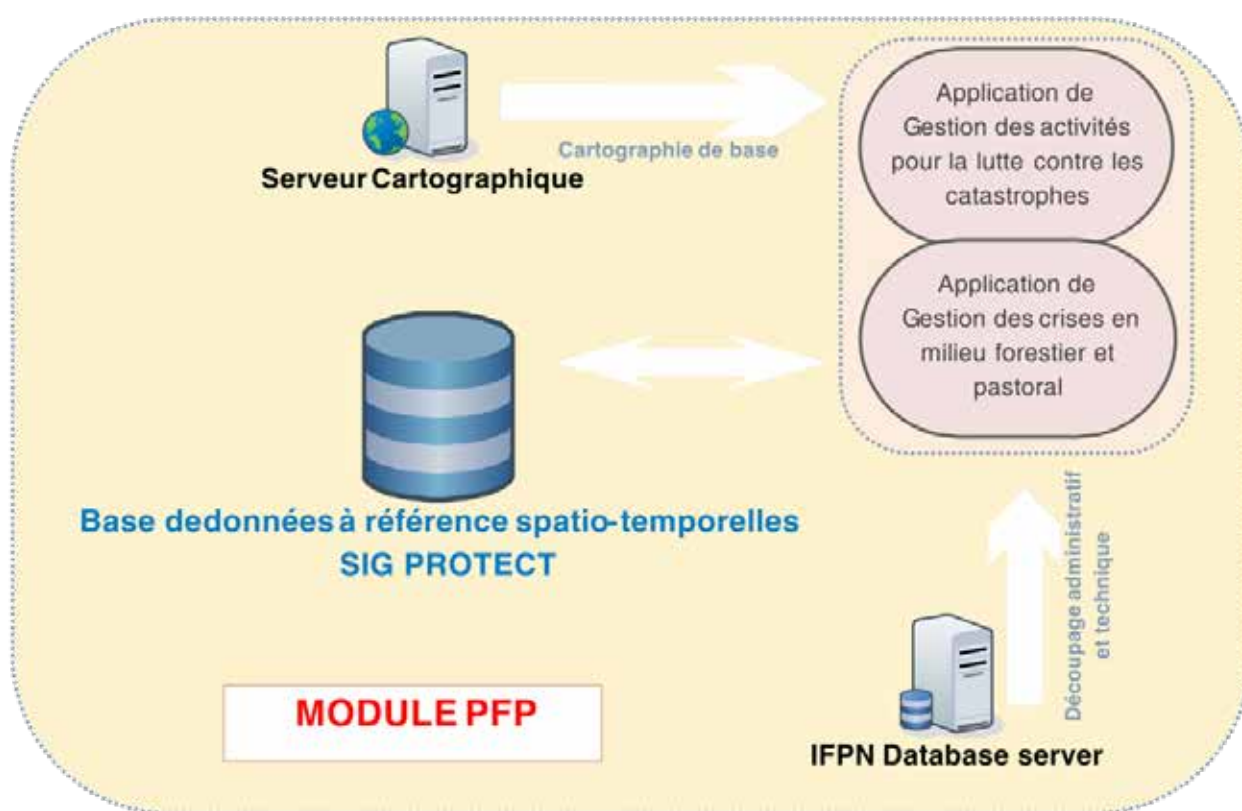 Serveur Cartographique
Cartographie de base
Application de
Gestion des activités
pour la lutte contre les
catastrophes
Application de
Gestion des crises en
milieu forestier et
pastoral
Base dedonnées à référence spatio-temporelles
SIG PROTECT
Découpage administratif
et technique
MODULE PFP
IFPN Database server